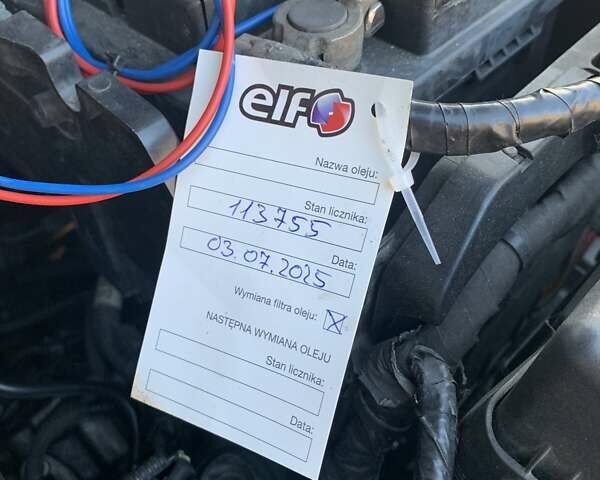 elf
Nazwa oleju:
Stan licznika:
113755
Data:
03.07.2025
Wymiana filtra oleju:
NASTĘPNA WYMIANA OLEJU
Stan licznika:
Data: